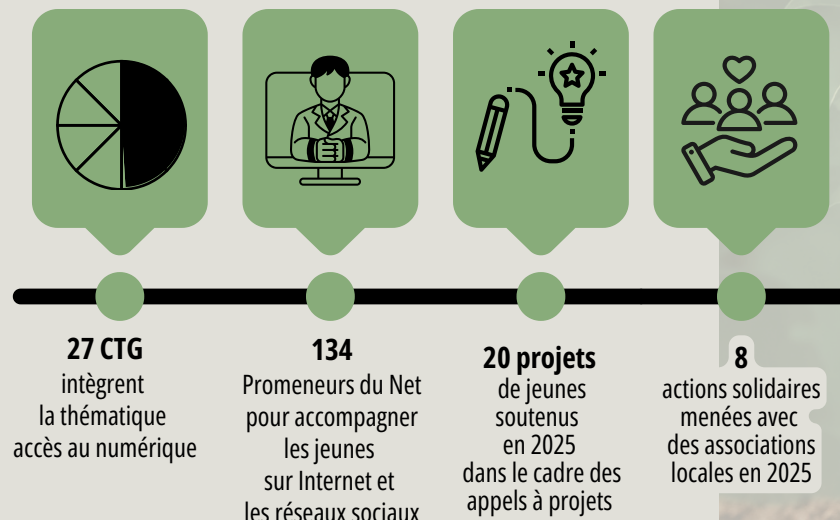 27 CTG
intègrent
la thématique
accès au numérique
134
Promeneurs du Net
pour accompagner
les jeunes
sur Internet et
les réseaux sociaux
20 projets
de jeunes
soutenus
en 2025
dans le cadre des
appels à projets
8
actions solidaires
menées avec
des associations
locales en 2025